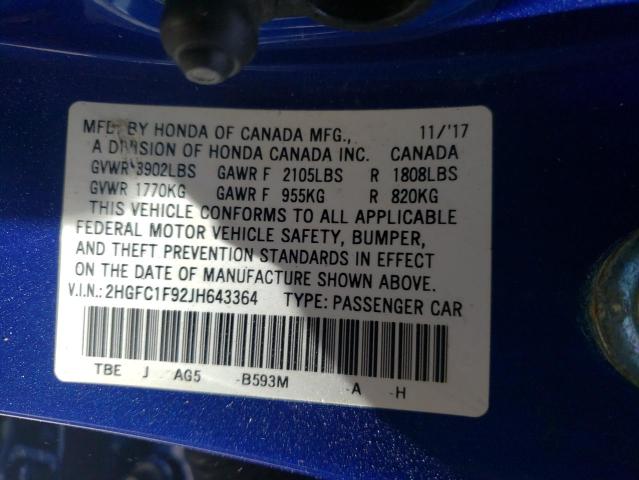 MFD. BY HONDA OF CANADA MFG., 11/'17
A DIVISION OF HONDA CANADA INC. CANADA
GVWR 3902LBS GAWR F 2105LBS R 1808LBS
GVWR 1770KG GAWR F 955KG R 820KG
THIS VEHICLE CONFORMS TO ALL APPLICABLE
FEDERAL MOTOR VEHICLE SAFETY, BUMPER,
AND THEFT PREVENTION STANDARDS IN EFFECT
ON THE DATE OF MANUFACTURE SHOWN ABOVE.
V.I.N.: 2HGFC1F92JH643364 TYPE: PASSENGER CAR
TBE J AG5 -B593M -A -H